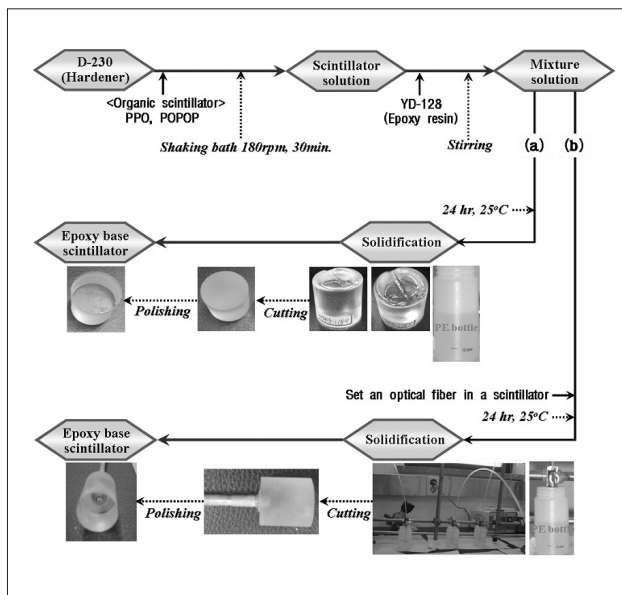 D-230
(Hardener)
Scintillator
solution
Mixture
solution
<Organic scintillator>
PPO, POPOP
YD-128
(Epoxy resin)
Shaking bath 180rpm, 30min.
Stirring
(a)
(b)
24 hr, 25°C
Epoxy base
scintillator
Solidification
Polishing
Cutting
PE bottle
Set an optical fiber in a scintillator
24 hr, 25°C
Epoxy base
scintillator
Solidification
Polishing
Cutting
PE bottle